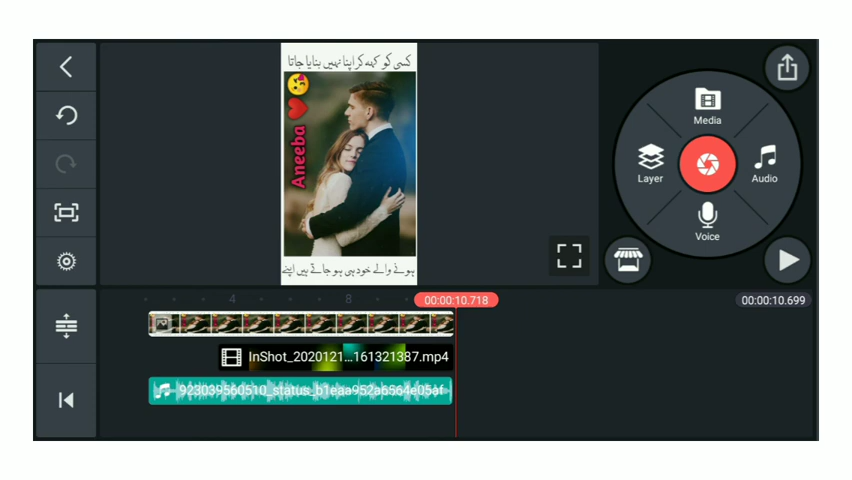 کسی کو کہہ کر اپنا نہیں بنایا جاتا
Aneeba
ہونے والے خود ہی ہو جاتے ہیں اپنے
Media
Layer
Audio
Voice
4
8
00:00:10.718
00:00:10.699
InShot_2020121...161321387.mp4
923039560510_status_b1eaa952a6564e05af